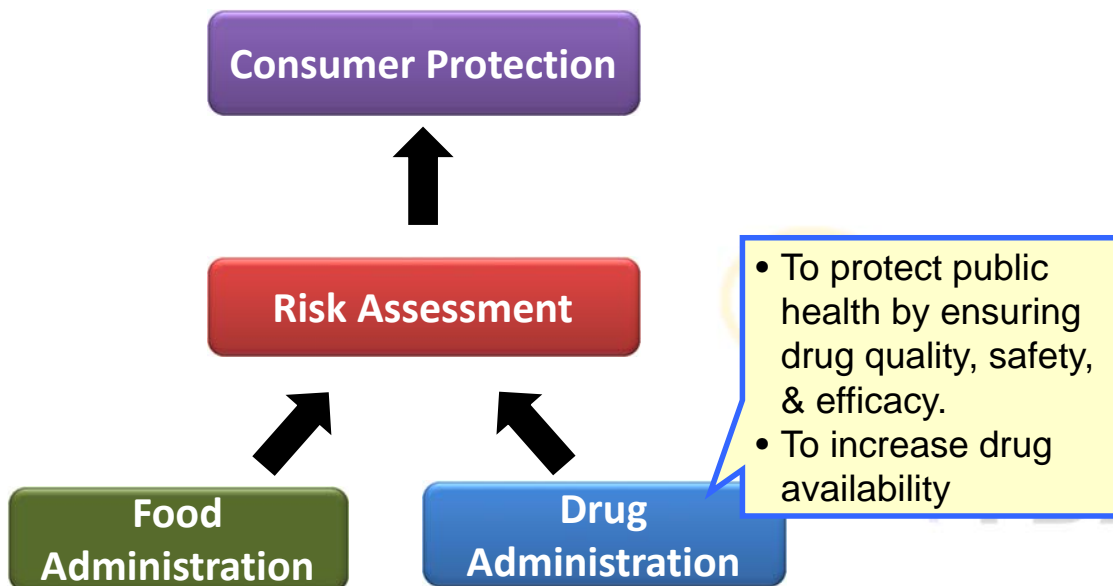 Consumer Protection
Risk Assessment
• To protect public
health by ensuring
drug quality, safety,
& efficacy.
• To increase drug
availability
Food
Administration
Drug
Administration